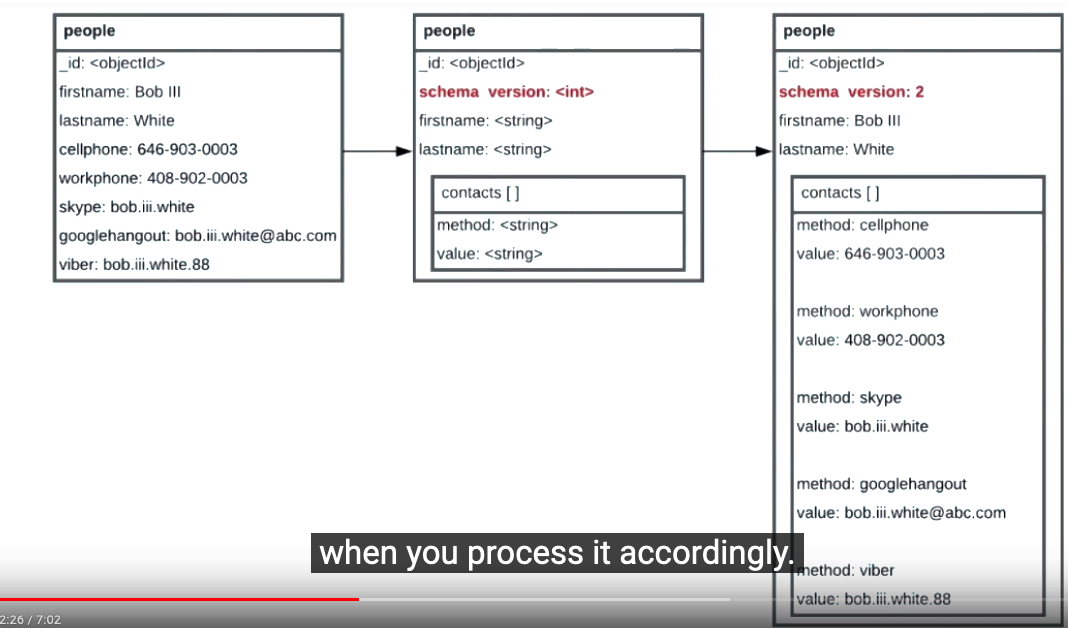 people
_id: <objectId>
firstname: Bob III
lastname: White
cellphone: 646-903-0003
workphone: 408-902-0003
skype: bob.iii.white
googlehangout: bob.iii.white@abc.com
viber: bob.iii.white.88
people
_id: <objectId>
schema_version: <int>
firstname: <string>
lastname: <string>
contacts [ ]
method: <string>
value: <string>
people
_id: <objectId>
schema_version: 2
firstname: Bob III
lastname: White
contacts [ ]
method: cellphone
value: 646-903-0003
method: workphone
value: 408-902-0003
method: skype
value: bob.iii.white
method: googlehangout
value: bob.iii.white@abc.com
method: viber
value: bob.iii.white.88
when you process it accordingly.
2:26 / 7:02